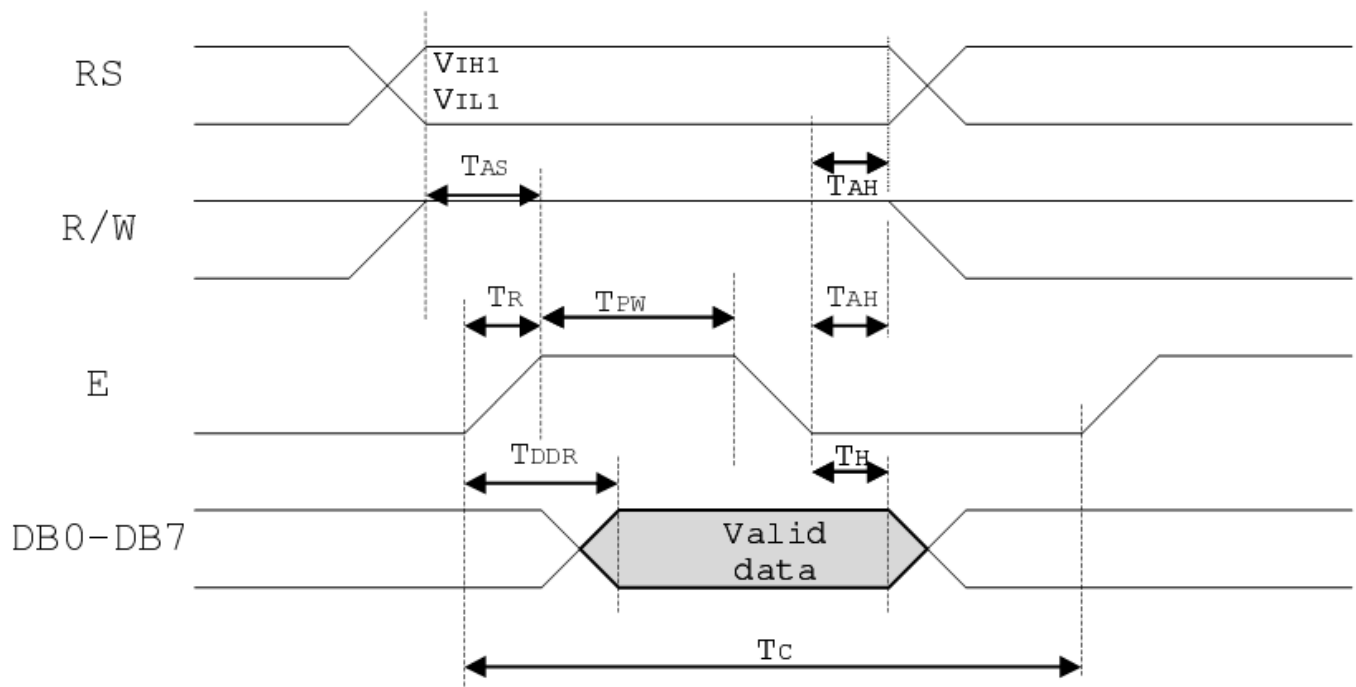 RS
VIH1
VIL1
TAS
TAH
R/W
TR
TPW
TAH
E
TDDR
TH
DB0-DB7
Valid
data
TC